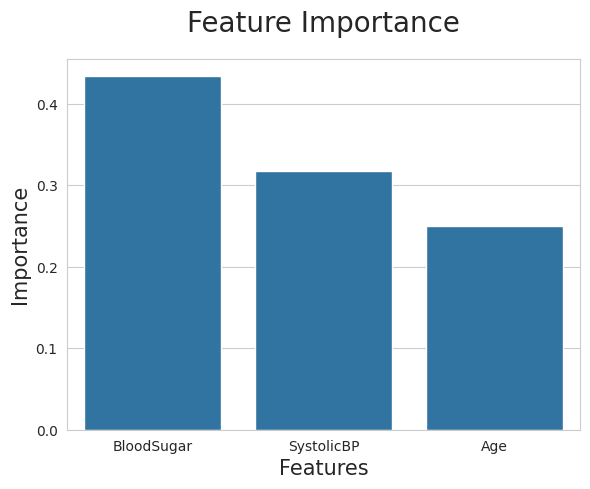 Feature Importance
Importance
0.4
0.3
0.2
0.1
0.0
BloodSugar
SystolicBP
Age
Features